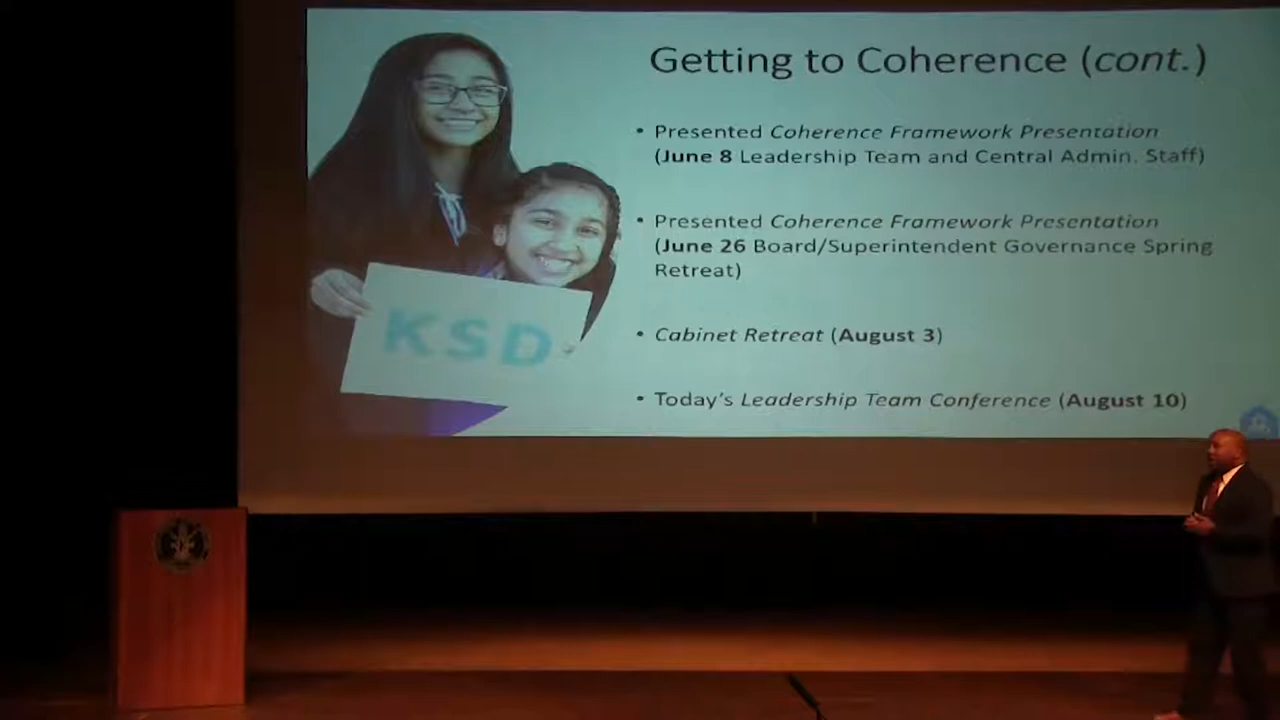 Getting to Coherence (cont.)
• Presented Coherence Framework Presentation
(June 8 Leadership Team and Central Admin. Staff)
• Presented Coherence Framework Presentation
(June 26 Board/Superintendent Governance Spring
Retreat)
• Cabinet Retreat (August 3)
• Today's Leadership Team Conference (August 10)
KSD